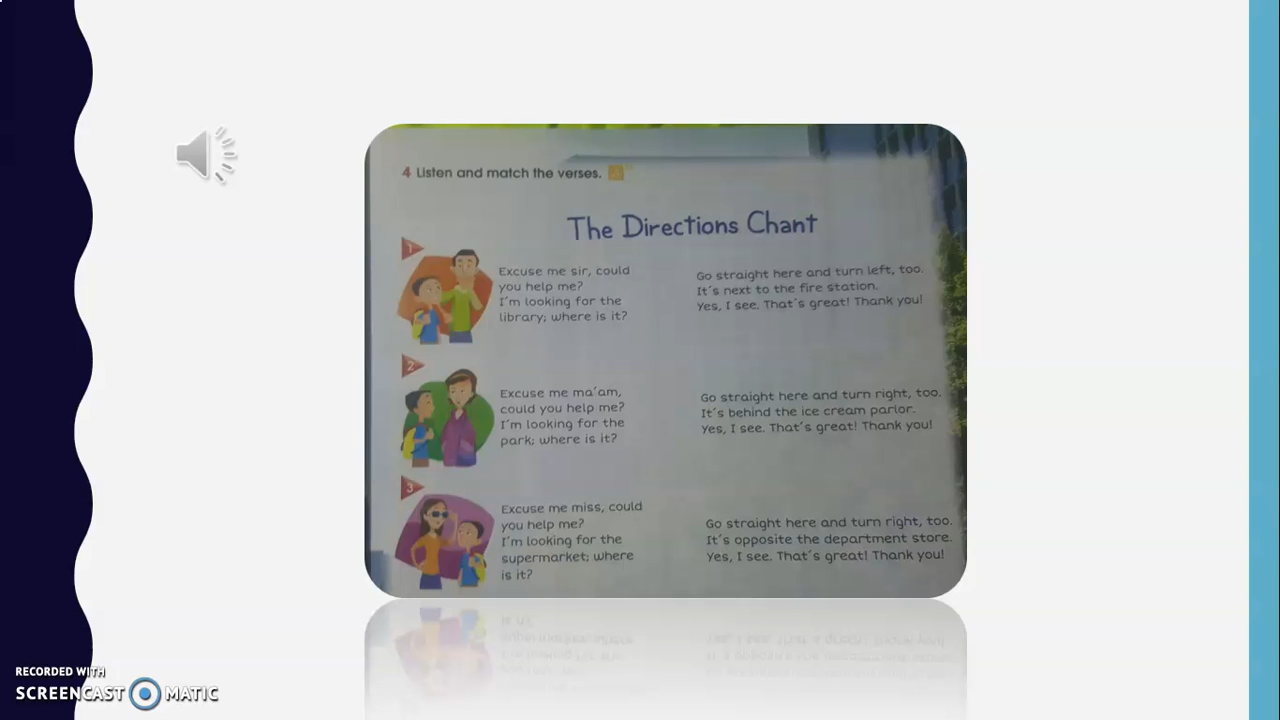 4 Listen and match the verses.
The Directions Chant
1
Excuse me sir, could
you help me?
I'm looking for the
library; where is it?
Go straight here and turn left, too.
It's next to the fire station.
Yes, I see. That's great! Thank you!
2
Excuse me ma'am,
could you help me?
I'm looking for the
park; where is it?
Go straight here and turn right, too.
It's behind the ice cream parlor.
Yes, I see. That's great! Thank you!
3
Excuse me miss, could
you help me?
I'm looking for the
supermarket; where
is it?
Go straight here and turn right, too.
It's opposite the department store.
Yes, I see. That's great! Thank you!
RECORDED WITH
SCREENCAST MATIC